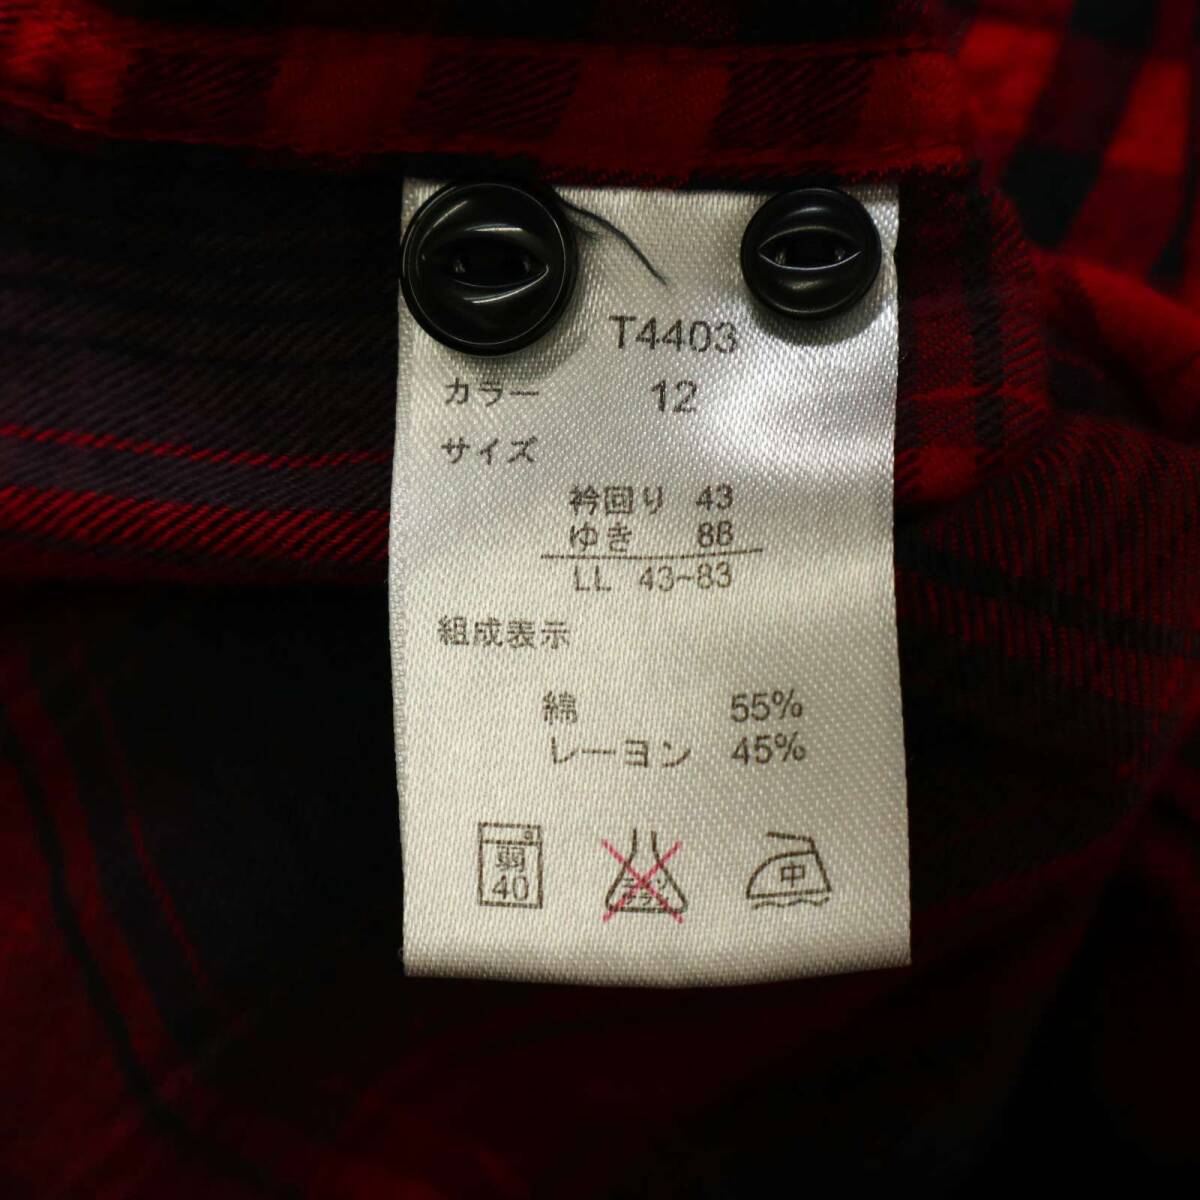 T4403
カラー 12
サイズ
衿回り 43
ゆき 86
LL 43-83
組成表示
綿 55%
レーヨン 45%
弱
40
中